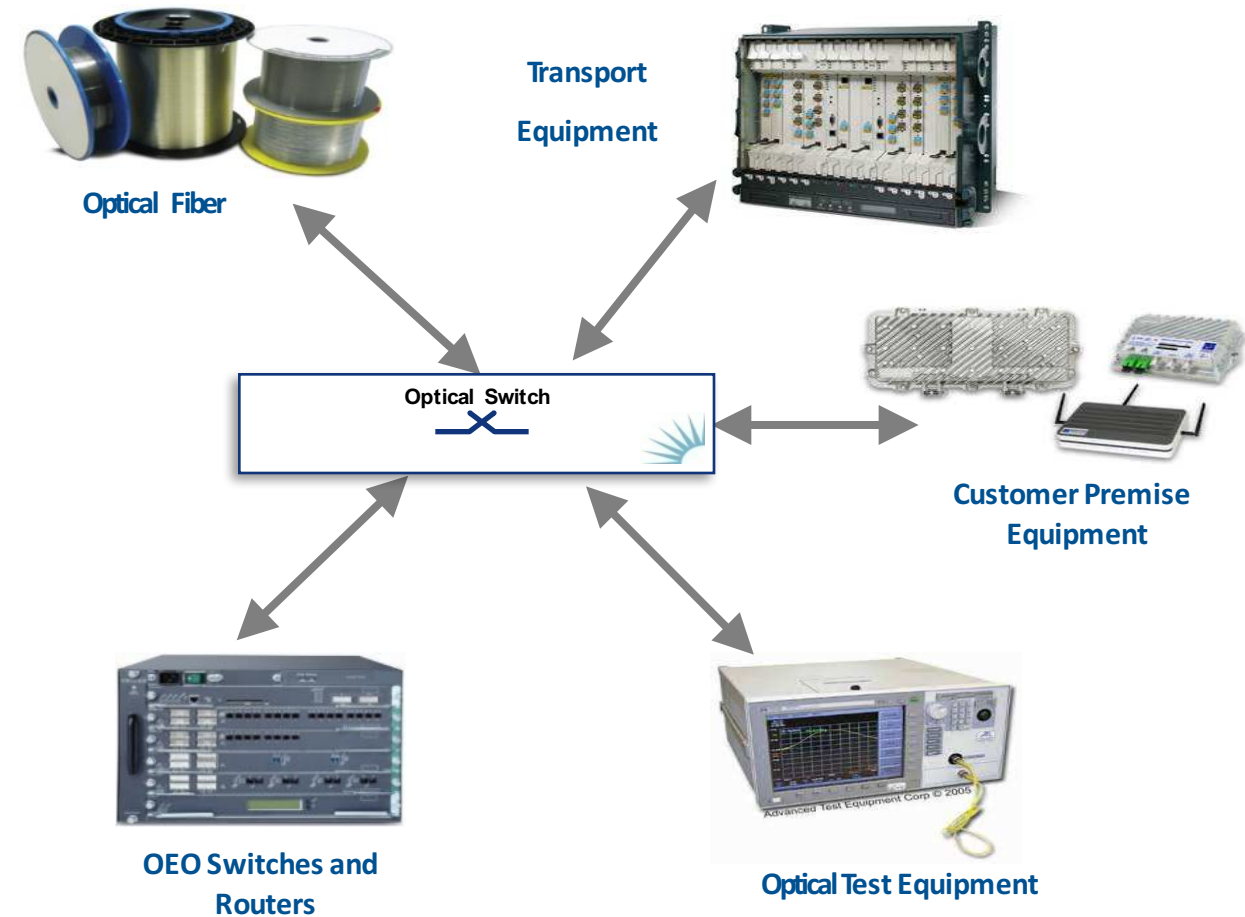 Transport
Equipment
Optical Fiber
Optical Switch
Customer Premise
Equipment
Advanced Test Equipment Corp © 2005
OEO Switches and
Routers
Optical Test Equipment